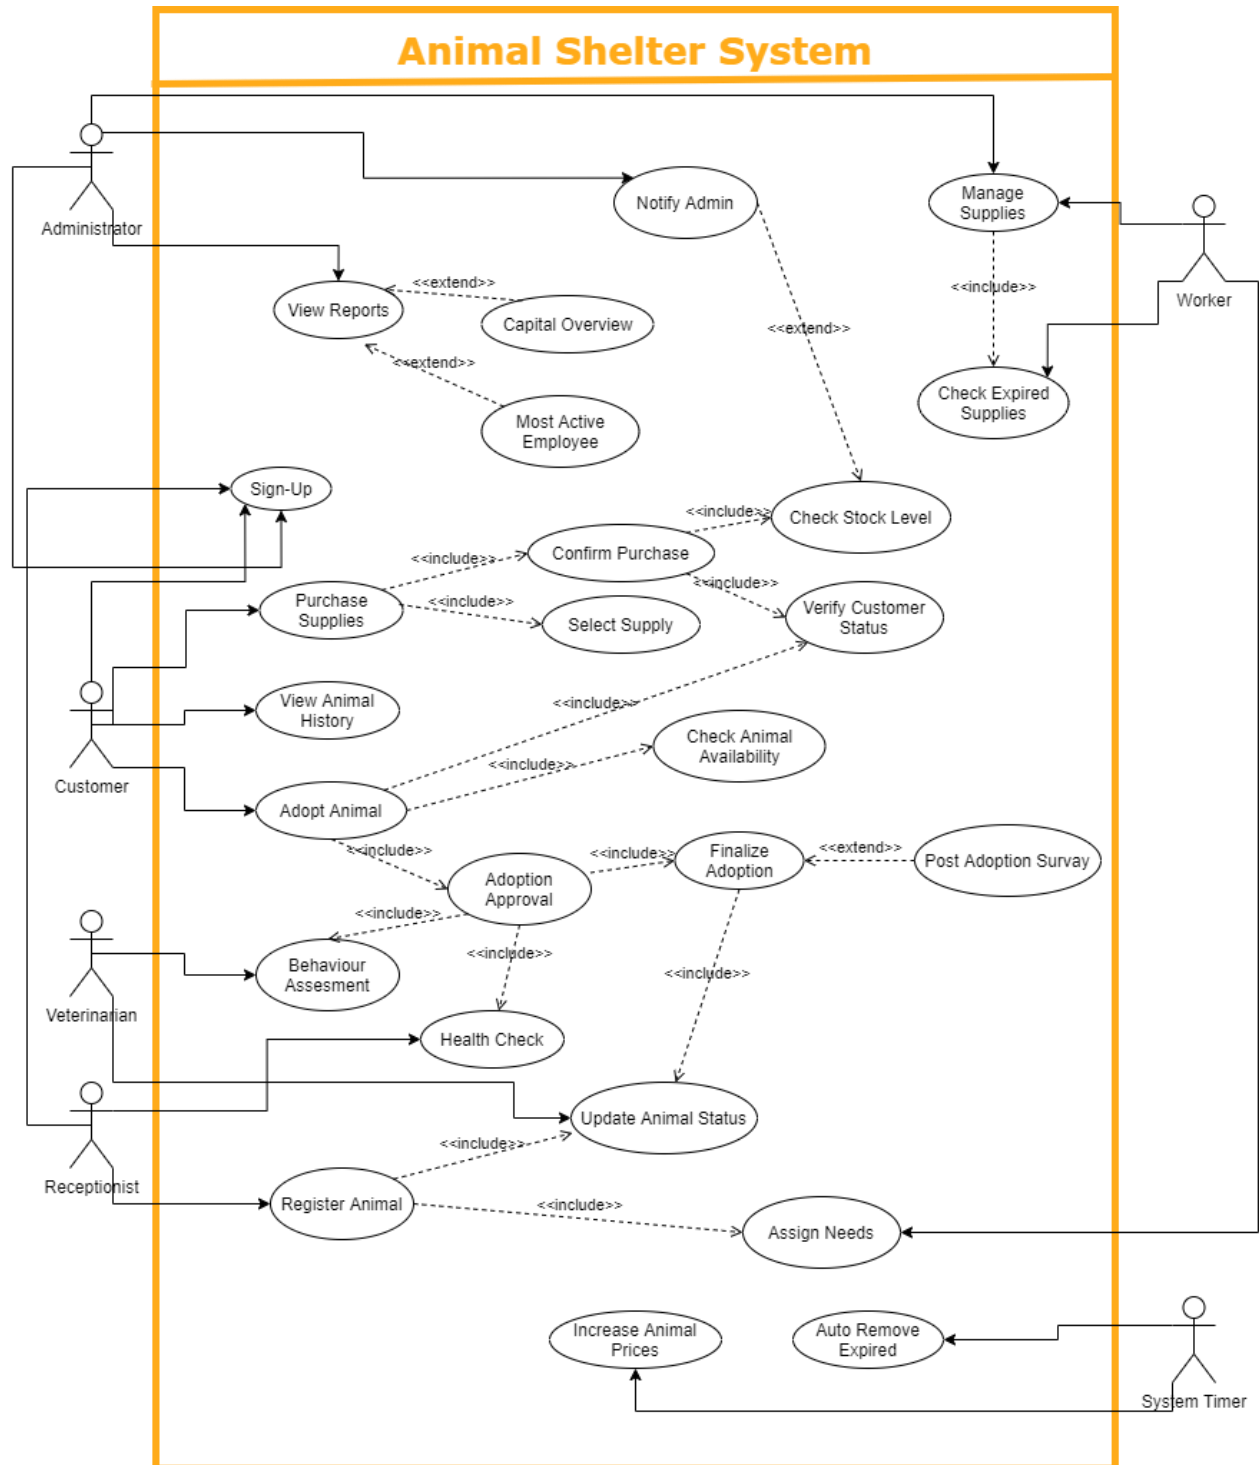 Animal Shelter System
Administrator
Notify Admin
Manage
Supplies
Worker
<<extend>>
<<include>>
View Reports
Capital Overview
<<extend>>
<<extend>>
Check Expired
Supplies
Most Active
Employee
Sign-Up
<<include>>
Check Stock Level
<<include>>
Confirm Purchase
<<include>>
Purchase
Supplies
<<include>>
Select Supply
Verify Customer
Status
View Animal
History
<<include>>
Check Animal
Availability
<<include>>
Customer
Adopt Animal
<<include>>
Adoption
Approval
<<include>>
Finalize
Adoption
<<extend>>
Post Adoption Survay
<<include>>
Behaviour
Assesment
<<include>>
<<include>>
Veterinarian
Health Check
Update Animal Status
<<include>>
Receptionist
Register Animal
<<include>>
Assign Needs
Increase Animal
Prices
Auto Remove
Expired
System Timer